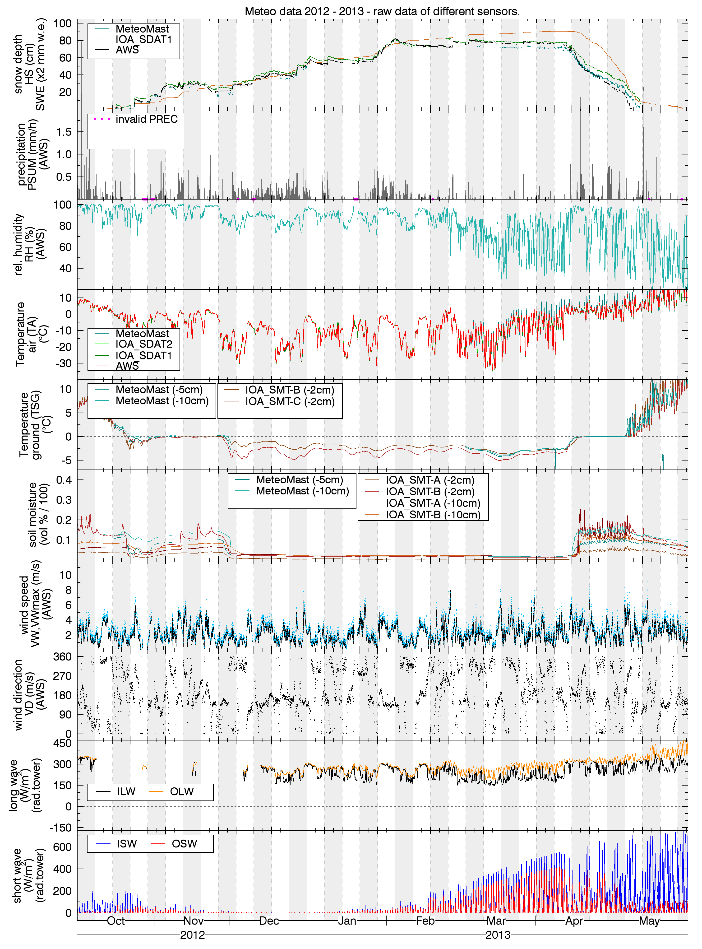 Meteo data 2012 - 2013 - raw data of different sensors.
snow depth
HS (cm)
SWE (x2 mm w.e.)
100
80
60
40
20
MeteoMast
IOA_SDAT1
AWS
precipitation
PSUM (mm/h)
(AWS)
1.5
1.0
0.5
invalid PREC
rel. humidity
RH (%)
(AWS)
100
80
60
40
Temperature
air (TA)
(°C)
10
0
-10
-20
-30
MeteoMast
IOA_SDAT2
IOA_SDAT1
AWS
Temperature
ground (TSG)
(°C)
10
5
0
-5
MeteoMast (-5cm)
MeteoMast (-10cm)
IOA_SMT-B (-2cm)
IOA_SMT-C (-2cm)
soil moisture
(vol % / 100)
0.4
0.3
0.2
0.1
MeteoMast (-5cm)
MeteoMast (-10cm)
IOA_SMT-A (-2cm)
IOA_SMT-B (-2cm)
IOA_SMT-A (-10cm)
IOA_SMT-B (-10cm)
wind speed
VW,VWmax (m/s)
(AWS)
10
8
6
4
2
wind direction
VD (m/s)
(AWS)
360
270
180
90
0
long wave
(W/m²)
(rad.tower)
450
300
150
0
-150
ILW
OLW
short wave
(W/m²)
(rad.tower)
600
400
200
0
ISW
OSW
Oct
Nov
Dec
Jan
Feb
Mar
Apr
May
2012
2013